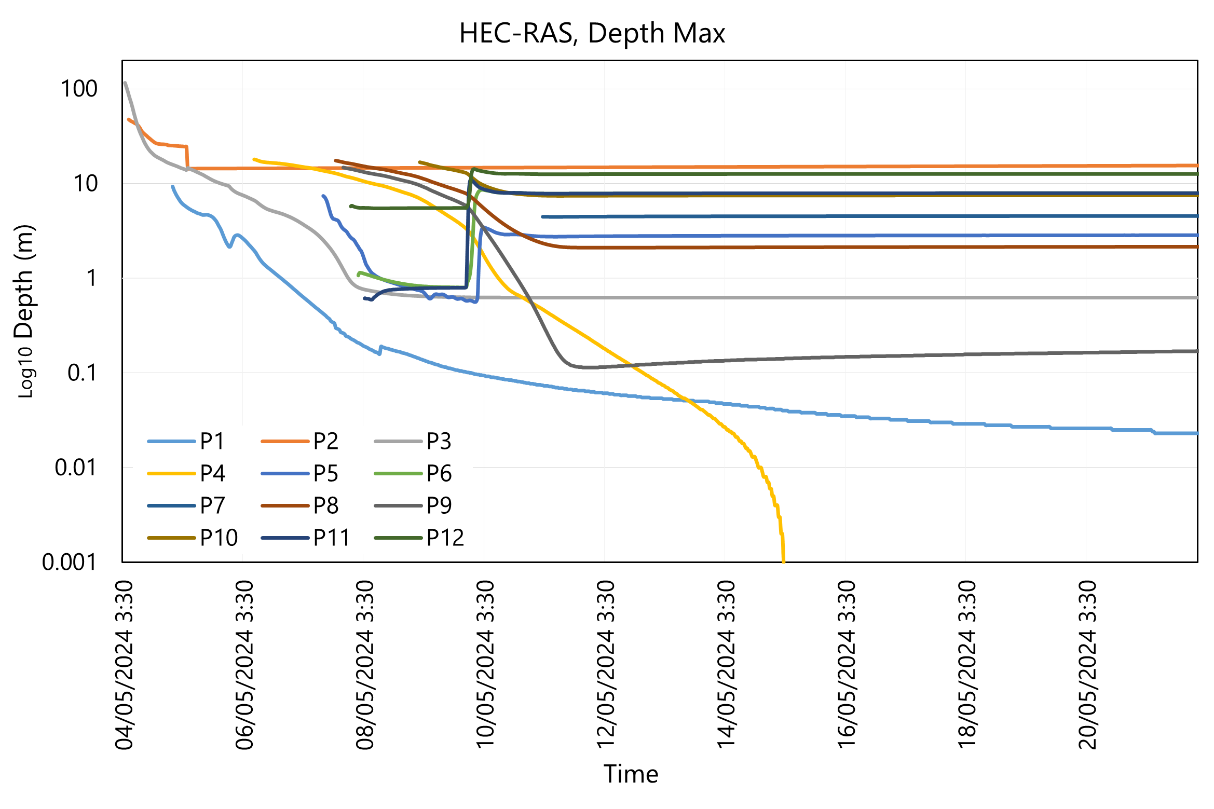 HEC-RAS, Depth Max
Log10 Depth (m)
100
10
1
0.1
0.01
0.001
P1 P2 P3
P4 P5 P6
P7 P8 P9
P10 P11 P12
04/05/2024 3:30
06/05/2024 3:30
08/05/2024 3:30
10/05/2024 3:30
12/05/2024 3:30
14/05/2024 3:30
16/05/2024 3:30
18/05/2024 3:30
20/05/2024 3:30
Time